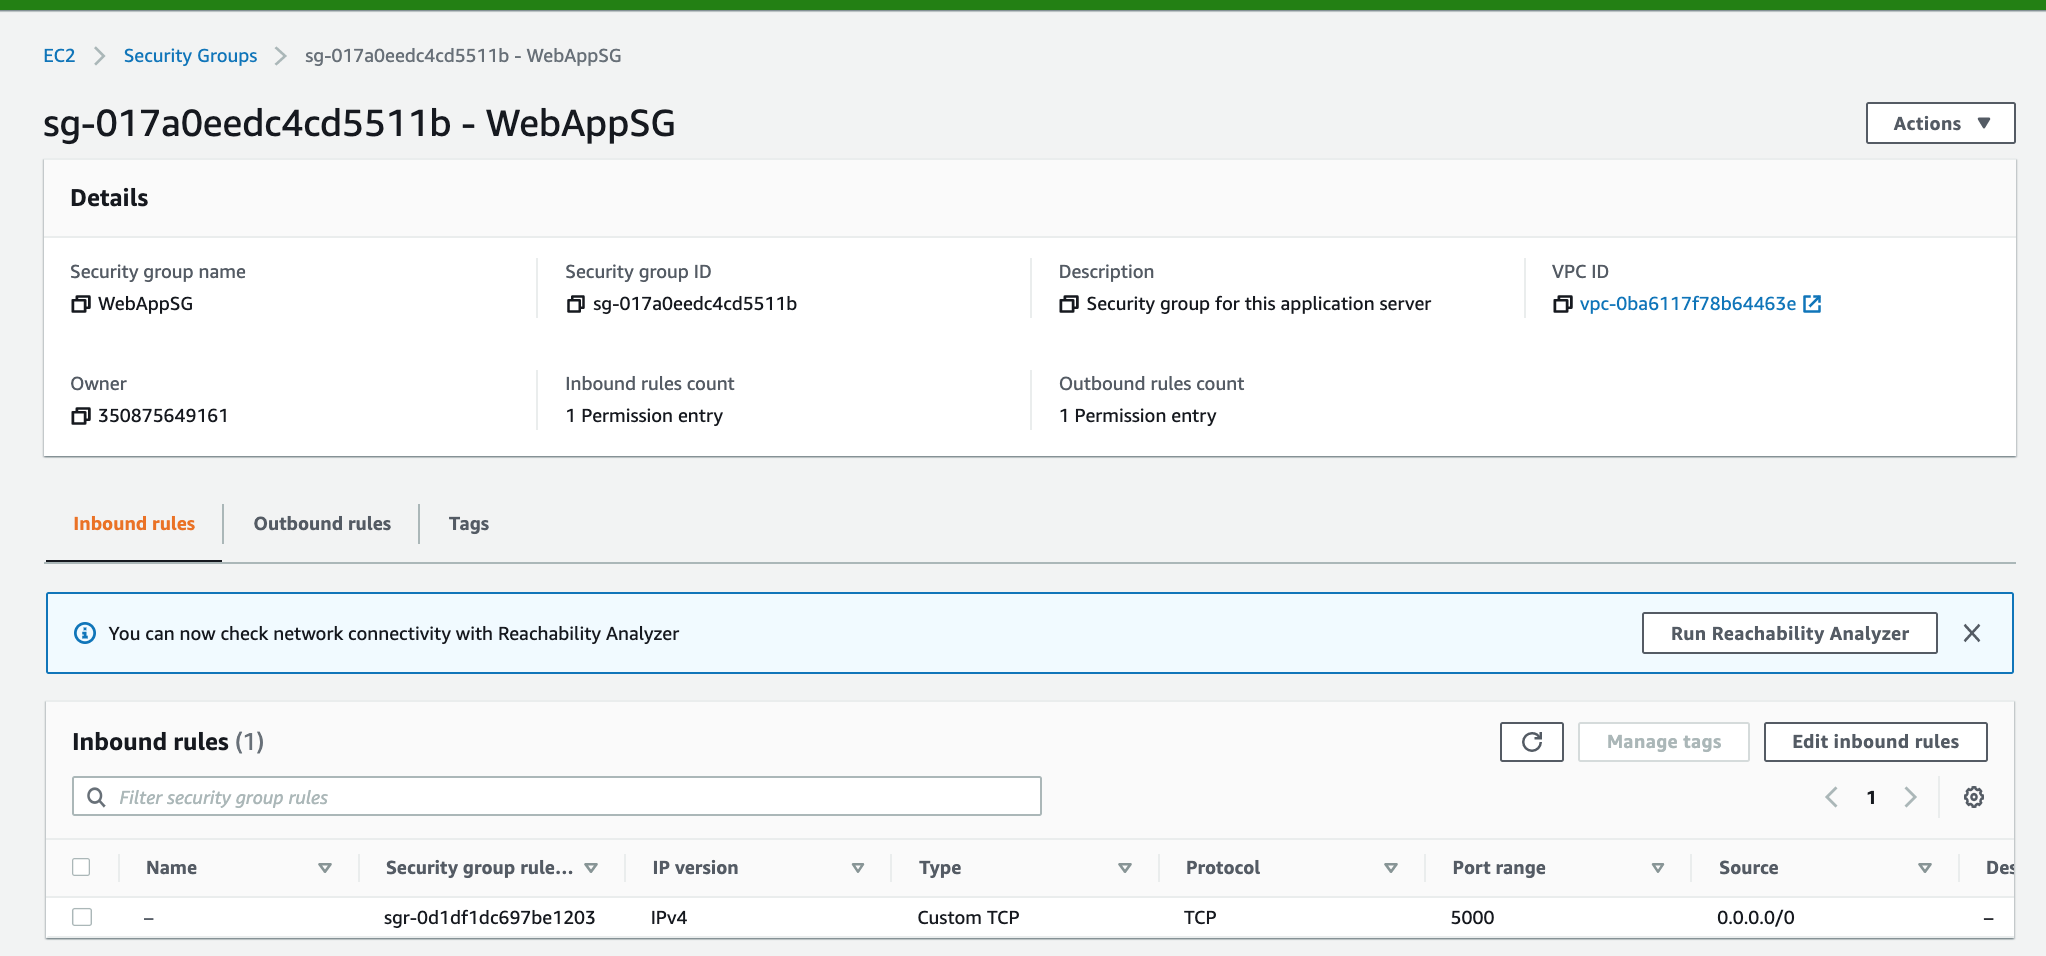 EC2 > Security Groups > sg-017a0eedc4cd5511b - WebAppSG
sg-017a0eedc4cd5511b - WebAppSG
Actions ▼
Details
Security group name
WebAppSG
Security group ID
sg-017a0eedc4cd5511b
Description
Security group for this application server
VPC ID
vpc-0ba6117f78b64463e
Owner
350875649161
Inbound rules count
1 Permission entry
Outbound rules count
1 Permission entry
Inbound rules
Outbound rules
Tags
You can now check network connectivity with Reachability Analyzer
Run Reachability Analyzer
Inbound rules (1)
Manage tags
Edit inbound rules
Filter security group rules
1
Name Security group rule... IP version Type Protocol Port range Source Des
– sgr-0d1df1dc697be1203 IPv4 Custom TCP TCP 5000 0.0.0.0/0 –